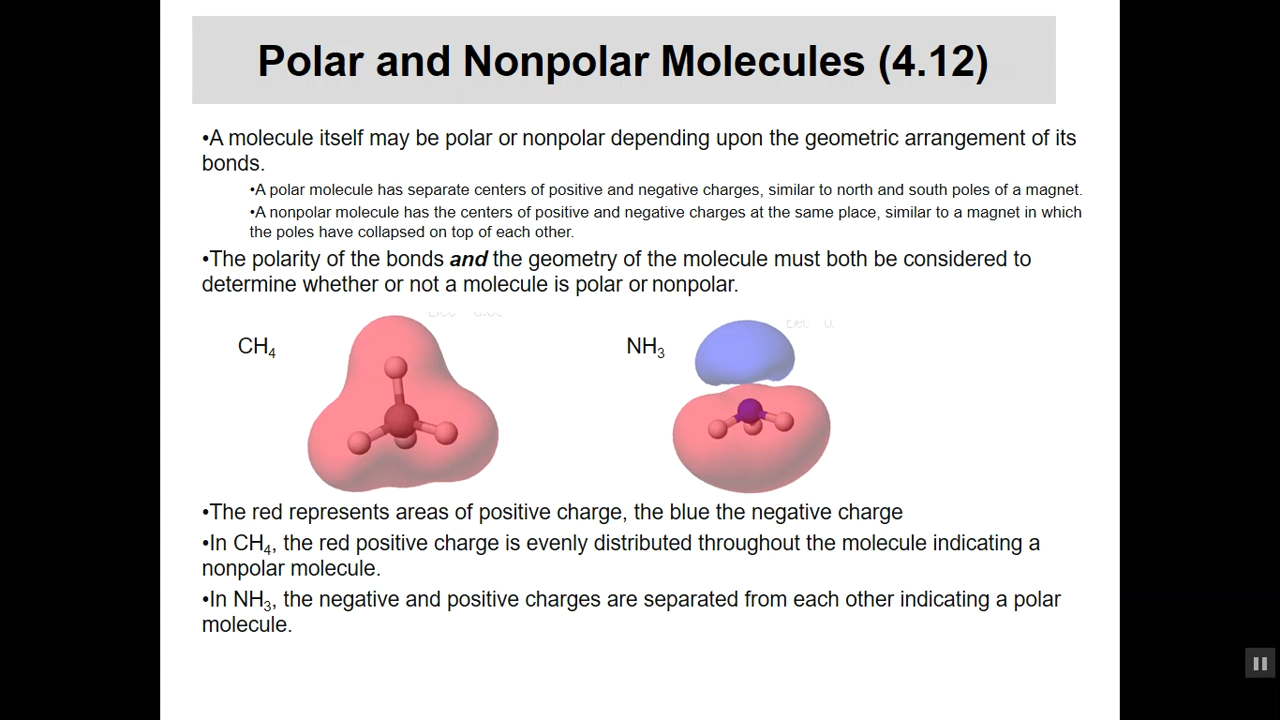 Polar and Nonpolar Molecules (4.12)
•A molecule itself may be polar or nonpolar depending upon the geometric arrangement of its
bonds.
•A polar molecule has separate centers of positive and negative charges, similar to north and south poles of a magnet.
•A nonpolar molecule has the centers of positive and negative charges at the same place, similar to a magnet in which
the poles have collapsed on top of each other.
•The polarity of the bonds and the geometry of the molecule must both be considered to
determine whether or not a molecule is polar or nonpolar.
CH₄
NH₃
•The red represents areas of positive charge, the blue the negative charge
•In CH₄, the red positive charge is evenly distributed throughout the molecule indicating a
nonpolar molecule.
•In NH₃, the negative and positive charges are separated from each other indicating a polar
molecule.